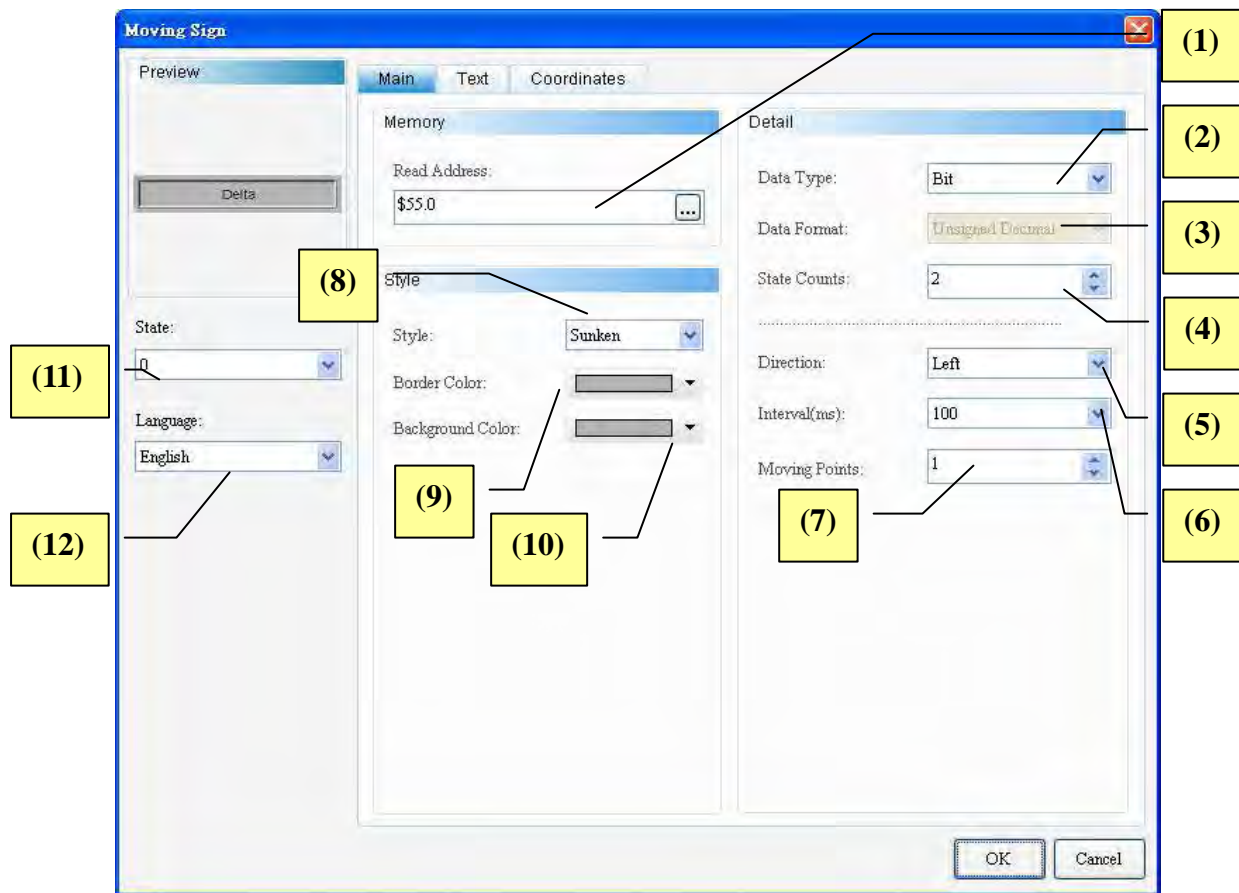 Moving Sign
(1)
Preview
Main Text Coordinates
Memory
Detail
Read Address:
$55.0
...
Data Type:
Bit
(2)
Delta
Data Format:
Unsigned Decimal
(3)
(8)
Style
State Counts:
2
(4)
State:
0
(11)
Style:
Sunken
Border Color:
Background Color:
Direction:
Left
(5)
Interval(ms):
100
(6)
Moving Points:
1
(7)
Language:
English
(12)
(9)
(10)
OK
Cancel